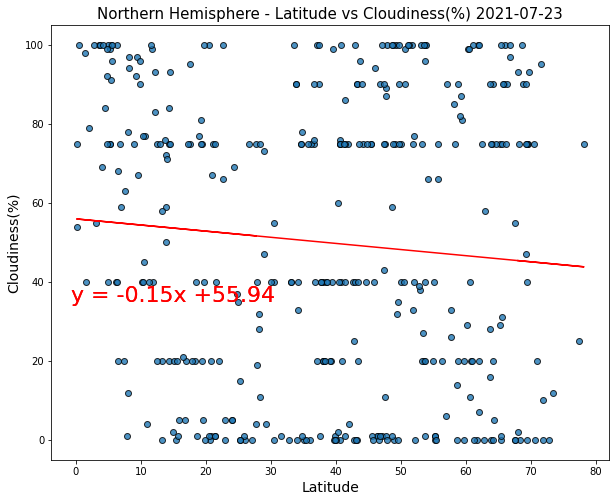 Northern Hemisphere - Latitude vs Cloudiness(%) 2021-07-23
100
80
60
40
20
0
Cloudiness(%)
y = -0.15x +55.94
0 10 20 30 40 50 60 70 80
Latitude